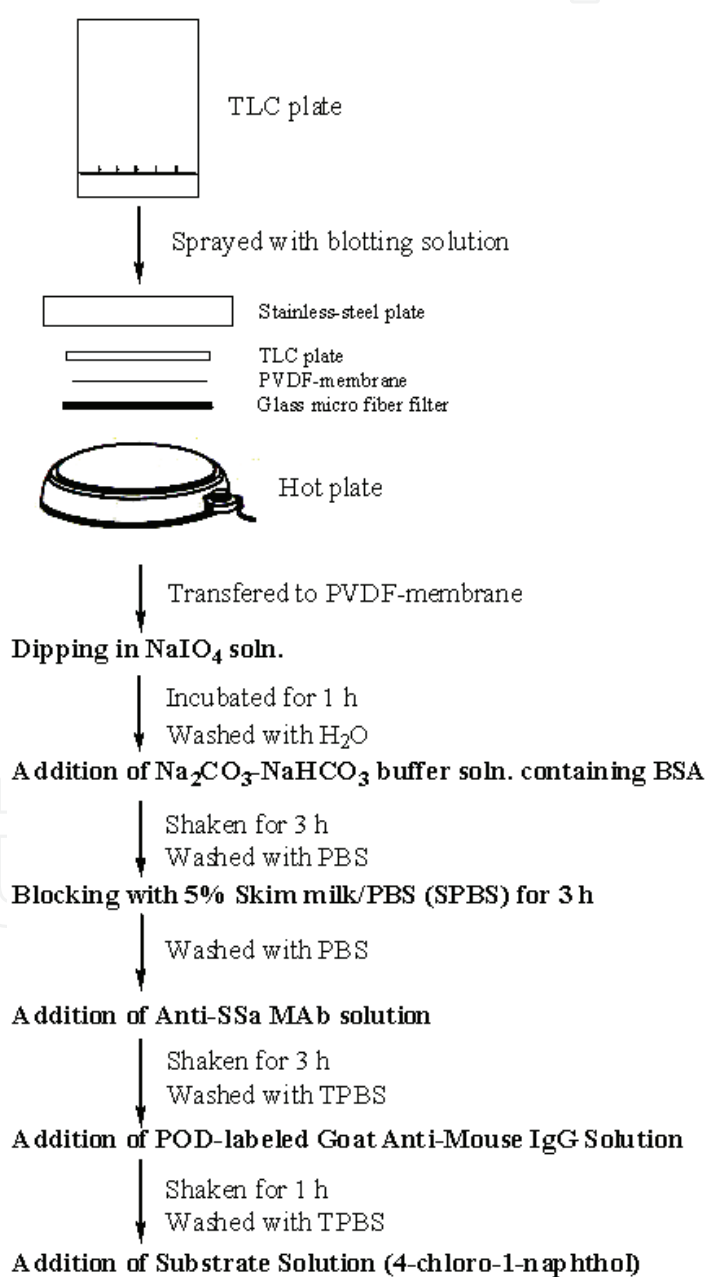 TLC plate
Sprayed with blotting solution
Stainless-steel plate
TLC plate
PVDF-membrane
Glass micro fiber filter
Hot plate
Transfered to PVDF-membrane
Dipping in NaIO4 soln.
Incubated for 1 h
Washed with H2O
Addition of Na2CO3-NaHCO3 buffer soln. containing BSA
Shaken for 3 h
Washed with PBS
Blocking with 5% Skim milk/PBS (SPBS) for 3 h
Washed with PBS
Addition of Anti-SSa MAb solution
Shaken for 3 h
Washed with TPBS
Addition of POD-labeled Goat Anti-Mouse IgG Solution
Shaken for 1 h
Washed with TPBS
Addition of Substrate Solution (4-chloro-1-naphthol)